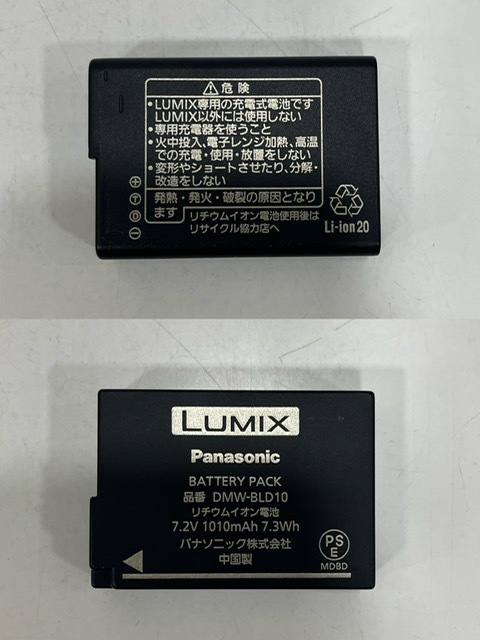 ⚠危険
・LUMIX専用の充電式電池です
LUMIX以外には使用しない
・専用充電器を使うこと
・火中投入、電子レンジ加熱、高温
での充電・使用・放置をしない
・変形やショートさせたり、分解・
改造をしない
発熱・発火・破裂の原因となり
ます
リチウムイオン電池使用後は
リサイクル協力店へ
⊕
Ⓣ
Ⓓ
⊖
Li-ion20
LUMIX
Panasonic
BATTERY PACK
品番 DMW-BLD10
リチウムイオン電池
7.2V 1010mAh 7.3Wh
パナソニック株式会社
中国製
PS
E
MDBD